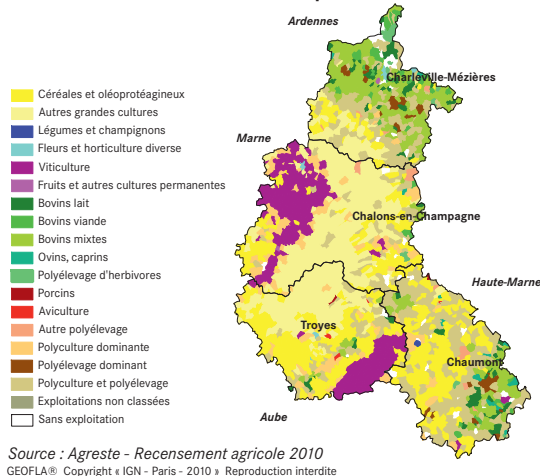 Ardennes
Charleville-Mézières
Céréales et oléoprotéagineux
Autres grandes cultures
Légumes et champignons
Fleurs et horticulture diverse
Marne
Viticulture
Fruits et autres cultures permanentes
Bovins lait
Chalons-en-Champagne
Bovins viande
Bovins mixtes
Ovins, caprins
Polyélevage d'herbivores
Haute-Marne
Porcins
Aviculture
Troyes
Autre polyélevage
Polyculture dominante
Polyélevage dominant
Chaumont
Polyculture et polyélevage
Exploitations non classées
Aube
Sans exploitation
Source : Agreste - Recensement agricole 2010
GEOFLA® Copyright « IGN - Paris - 2010 » Reproduction interdite